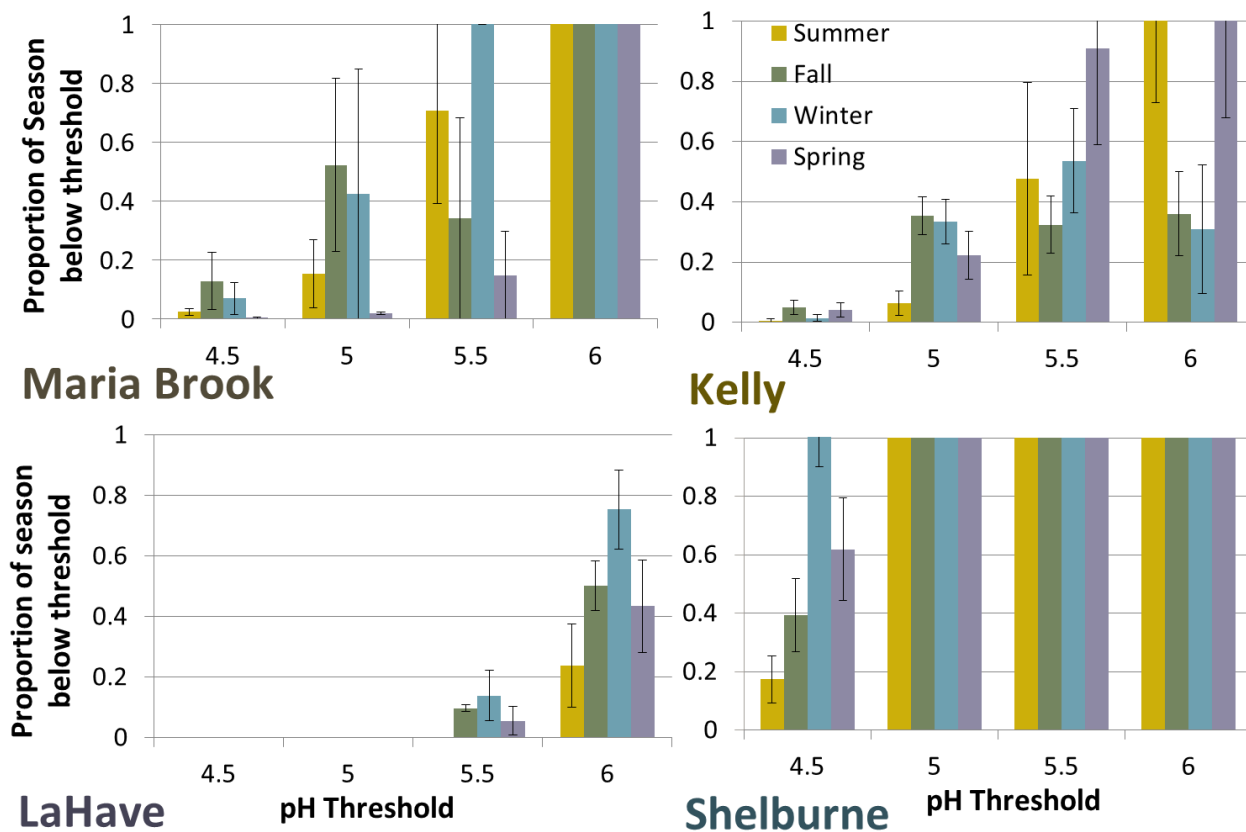 Proportion of Season
below threshold
1
0.8
0.6
0.4
0.2
0
4.5 5 5.5 6
Maria Brook
1
0.8
0.6
0.4
0.2
0
Summer
Fall
Winter
Spring
4.5 5 5.5 6
Kelly
Proportion of season
below threshold
1
0.8
0.6
0.4
0.2
0
4.5 5 5.5 6
LaHave
pH Threshold
1
0.8
0.6
0.4
0.2
0
4.5 5 5.5 6
Shelburne
pH Threshold